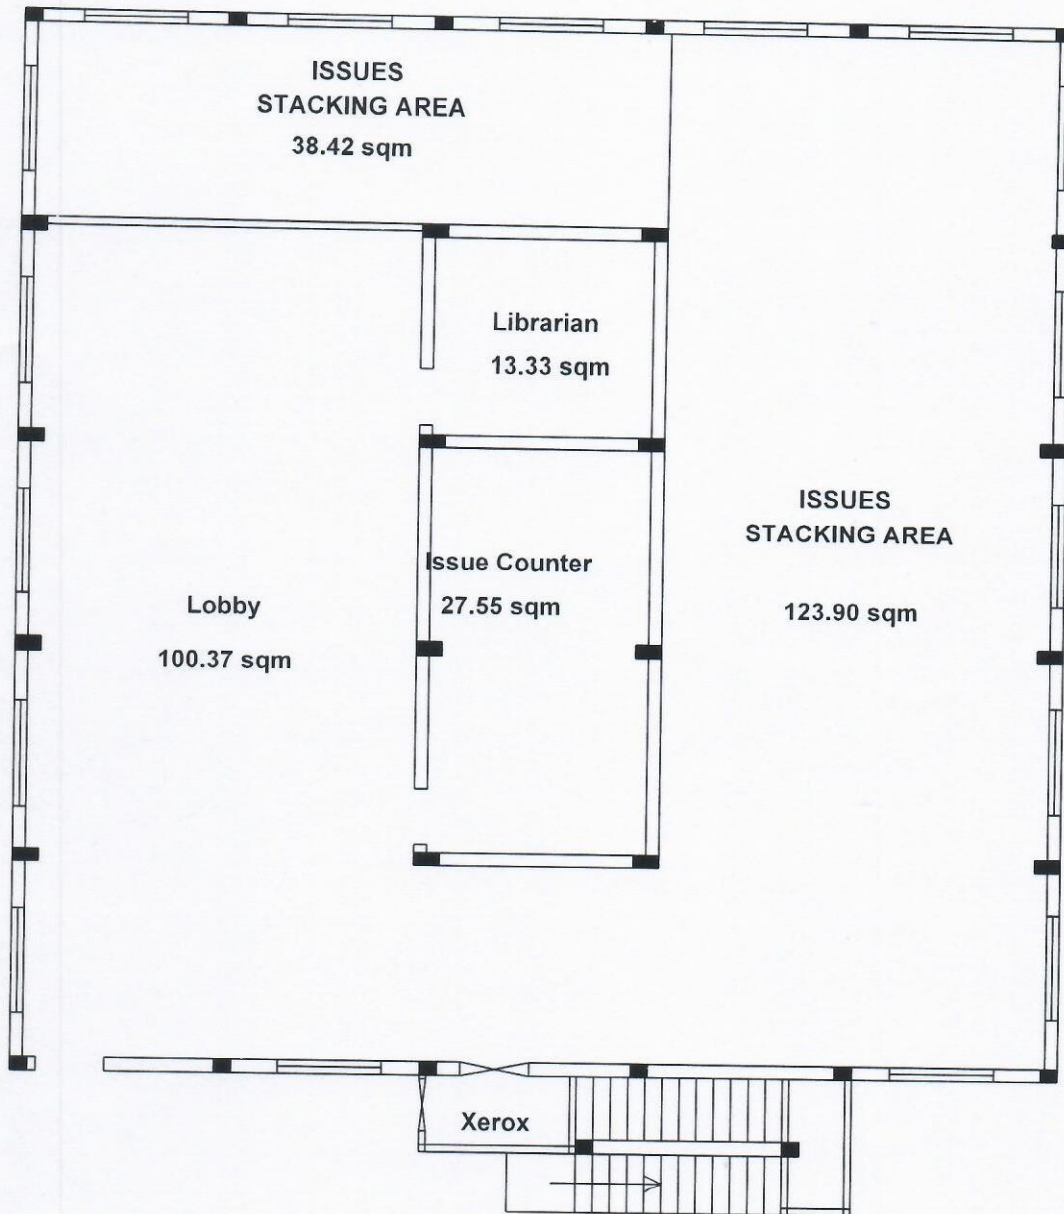 ISSUES
STACKING AREA
38.42 sqm
Librarian
13.33 sqm
Issue Counter
27.55 sqm
Lobby
100.37 sqm
ISSUES
STACKING AREA
123.90 sqm
Xerox